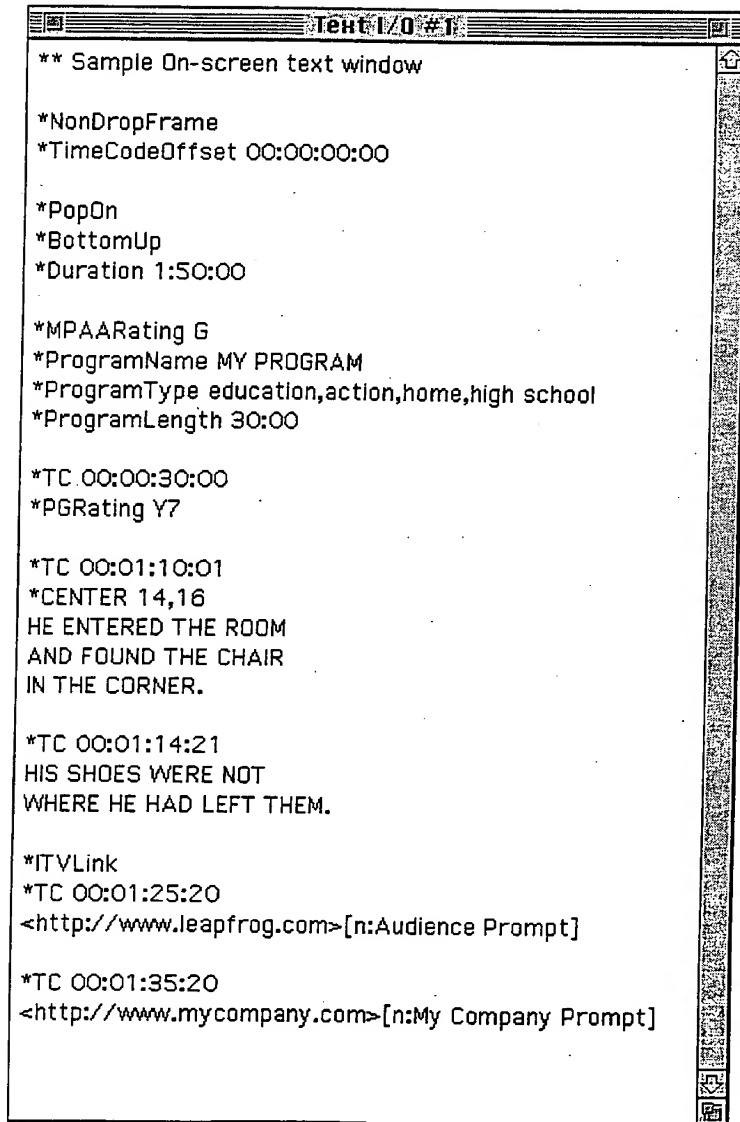 Text I/O #1
** Sample On-screen text window
*NonDropFrame
*TimeCodeOffset 00:00:00:00
*PopOn
*BottomUp
*Duration 1:50:00
*MPAARating G
*ProgramName MY PROGRAM
*ProgramType education,action,home,high school
*ProgramLength 30:00
*TC 00:00:30:00
*PGRating Y7
*TC 00:01:10:01
*CENTER 14,16
HE ENTERED THE ROOM
AND FOUND THE CHAIR
IN THE CORNER.
*TC 00:01:14:21
HIS SHOES WERE NOT
WHERE HE HAD LEFT THEM.
*ITVLink
*TC 00:01:25:20
<http://www.leapfrog.com>[n:Audience Prompt]
*TC 00:01:35:20
<http://www.mycompany.com>[n:My Company Prompt]